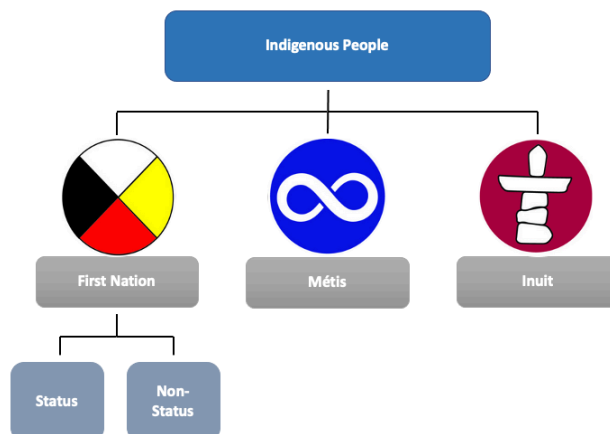 Indigenous People
First Nation
Métis
Inuit
Status
Non-
Status